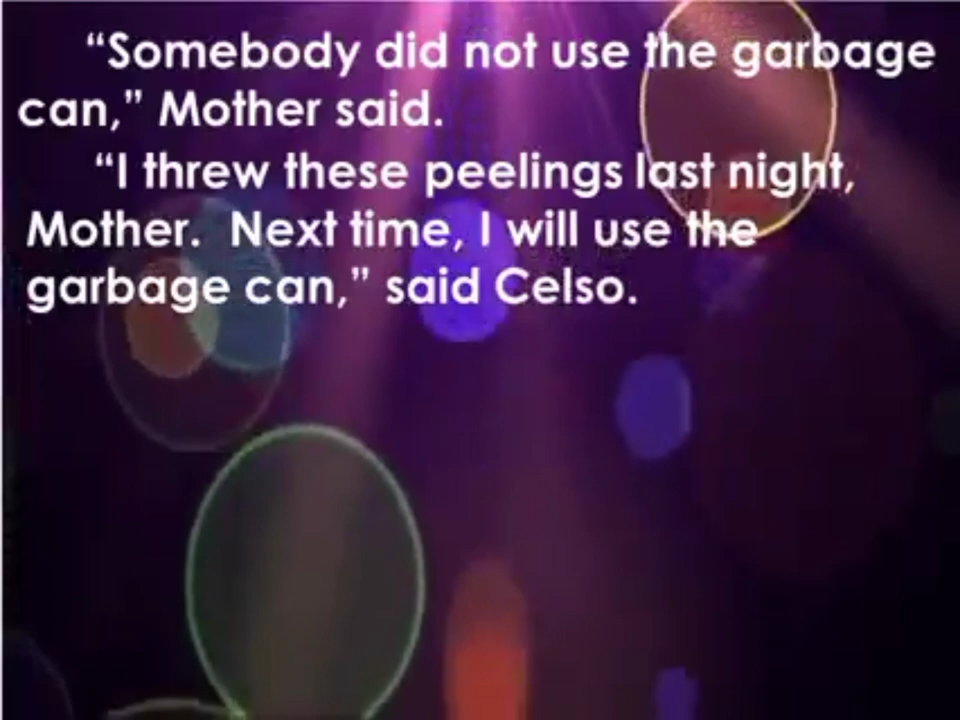 “Somebody did not use the garbage
can,” Mother said.
“I threw these peelings last night,
Mother.  Next time, I will use the
garbage can,” said Celso.